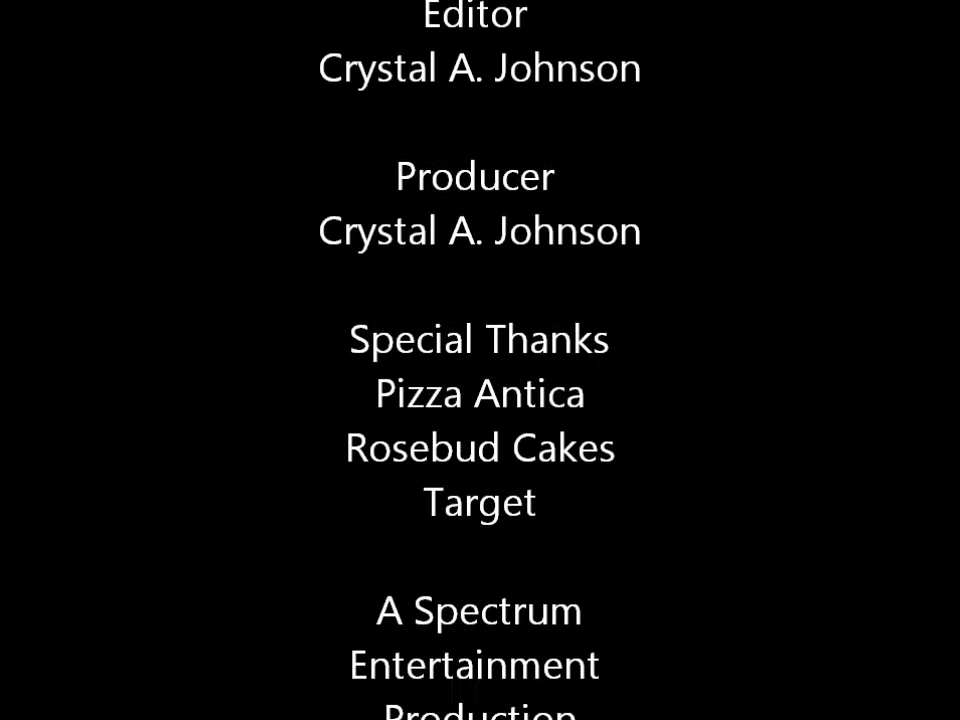 Editor
Crystal A. Johnson
Producer
Crystal A. Johnson
Special Thanks
Pizza Antica
Rosebud Cakes
Target
A Spectrum
Entertainment
Production